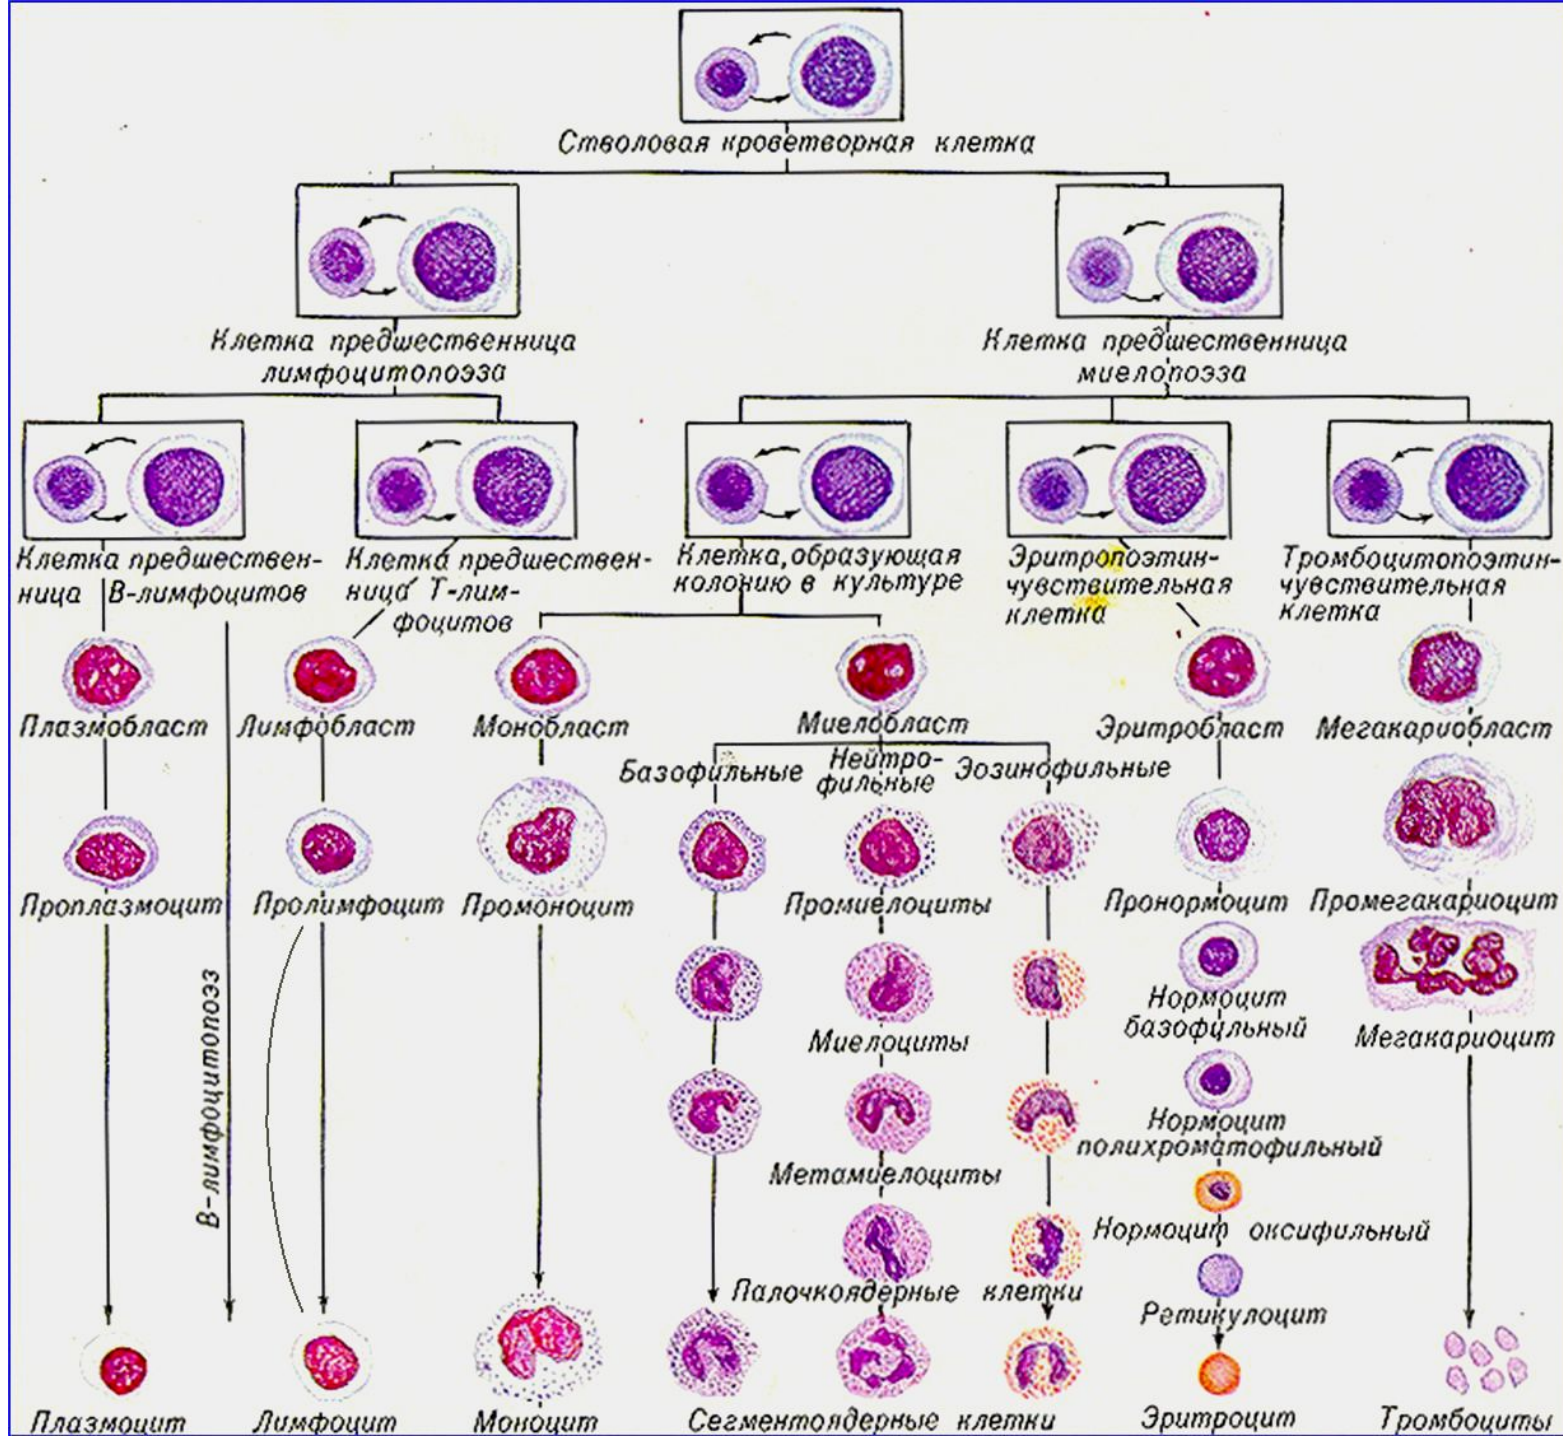 Стволовая кроветворная клетка
Клетка предшественница
лимфоцитопоэза
Клетка предшественница
миелопоэза
Клетка предшествен-
ница В-лимфоцитов
Клетка предшествен-
ница Т-лим-
фоцитов
Клетка, образующая
колонию в культуре
Эритропоэтин-
чувствительная
клетка
Тромбоцитопоэтин-
чувствительная
клетка
Плазмобласт
Лимфобласт
Монобласт
Миелобласт
Эритробласт
Мегакариобласт
Базофильные
Нейтро-
фильные
Эозинофильные
Проплазмоцит
Пролимфоцит
Промоноцит
Промиелоциты
Пронормоцит
Промегакариоцит
В-лимфоцитопоэз
Нормоцит
базофильный
Миелоциты
Мегакариоцит
Нормоцит
полихроматофильный
Метамиелоциты
Нормоцит оксифильный
Палочкоядерные клетки
Ретикулоцит
Плазмоцит
Лимфоцит
Моноцит
Сегментоядерные клетки
Эритроцит
Тромбоциты